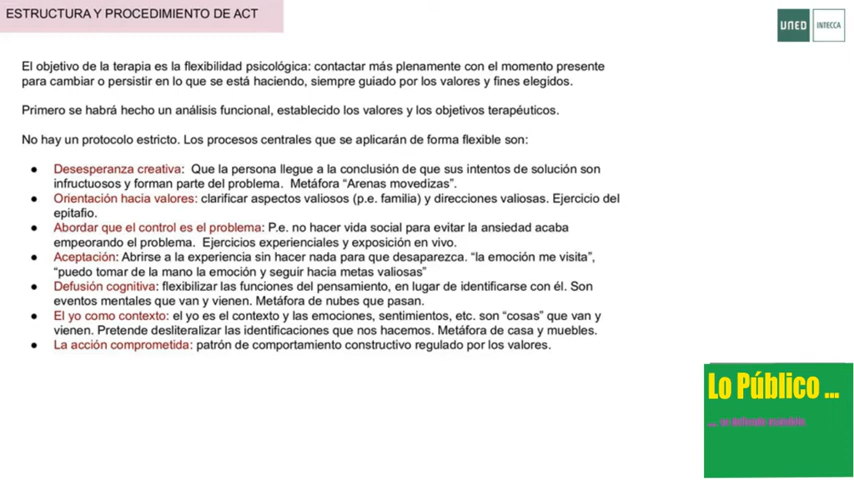 ESTRUCTURA Y PROCEDIMIENTO DE ACT
UNED
INTECCA
El objetivo de la terapia es la flexibilidad psicológica: contactar más plenamente con el momento presente
para cambiar o persistir en lo que se está haciendo, siempre guiado por los valores y fines elegidos.
Primero se habrá hecho un análisis funcional, establecido los valores y los objetivos terapéuticos.
No hay un protocolo estricto. Los procesos centrales que se aplicarán de forma flexible son:
● Desesperanza creativa: Que la persona llegue a la conclusión de que sus intentos de solución son
infructuosos y forman parte del problema. Metáfora “Arenas movedizas”.
● Orientación hacia valores: clarificar aspectos valiosos (p.e. familia) y direcciones valiosas. Ejercicio del
epitafio.
● Abordar que el control es el problema: P.e. no hacer vida social para evitar la ansiedad acaba
empeorando el problema. Ejercicios experienciales y exposición en vivo.
● Aceptación: Abrirse a la experiencia sin hacer nada para que desaparezca. “la emoción me visita”,
“puedo tomar de la mano la emoción y seguir hacia metas valiosas”
● Defusión cognitiva: flexibilizar las funciones del pensamiento, en lugar de identificarse con él. Son
eventos mentales que van y vienen. Metáfora de nubes que pasan.
● El yo como contexto: el yo es el contexto y las emociones, sentimientos, etc. son “cosas” que van y
vienen. Pretende desliteralizar las identificaciones que nos hacemos. Metáfora de casa y muebles.
● La acción comprometida: patrón de comportamiento constructivo regulado por los valores.
Lo Público ...